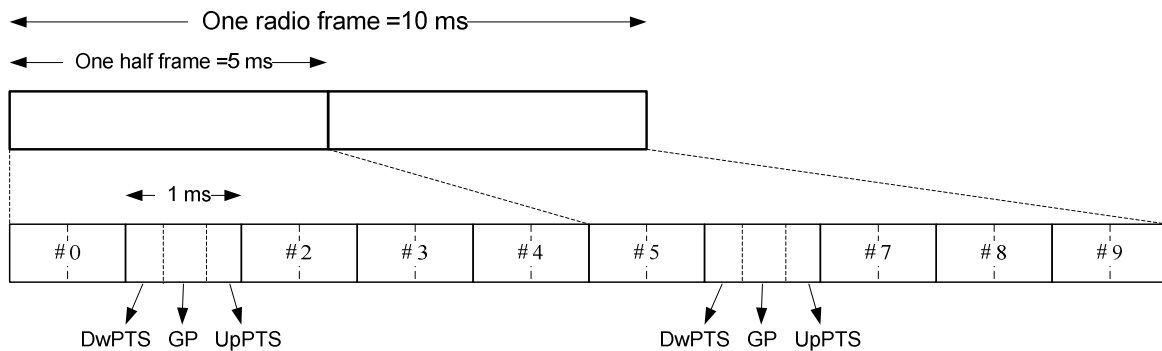 One radio frame =10 ms
One half frame =5 ms
1 ms
#0 #2 #3 #4 #5 #7 #8 #9
DwPTS GP UpPTS DwPTS GP UpPTS